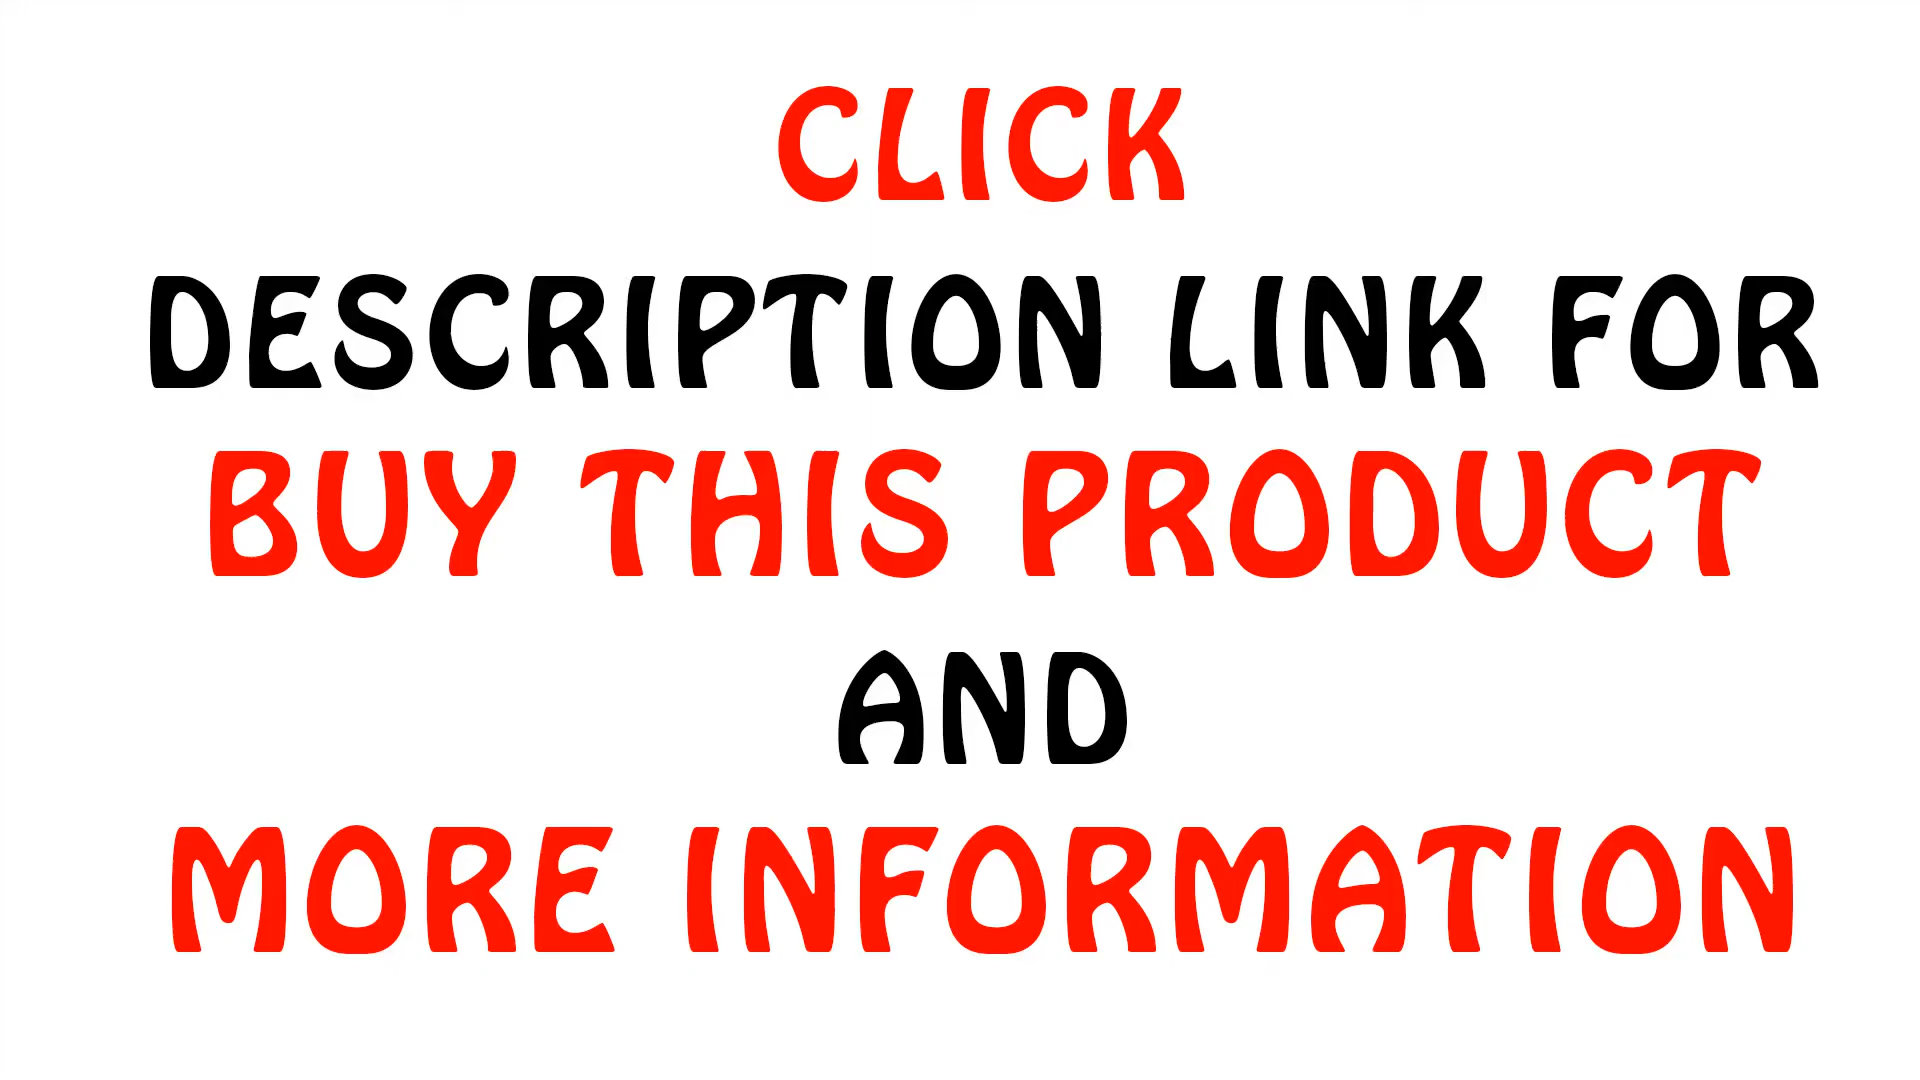 CLICK
DESCRIPTION LINK FOR
BUY THIS PRODUCT
AND
MORE INFORMATION